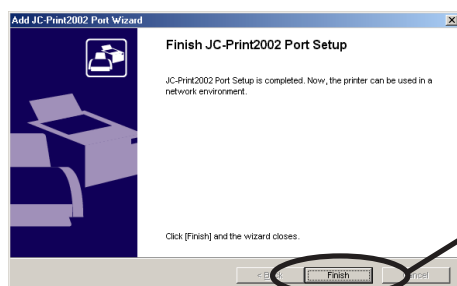 Add JC-Print2002 Port Wizard
Finish JC-Print2002 Port Setup
JC-Print2002 Port Setup is completed. Now, the printer can be used in a
network environment.
Click [Finish] and the wizard closes.
Finish